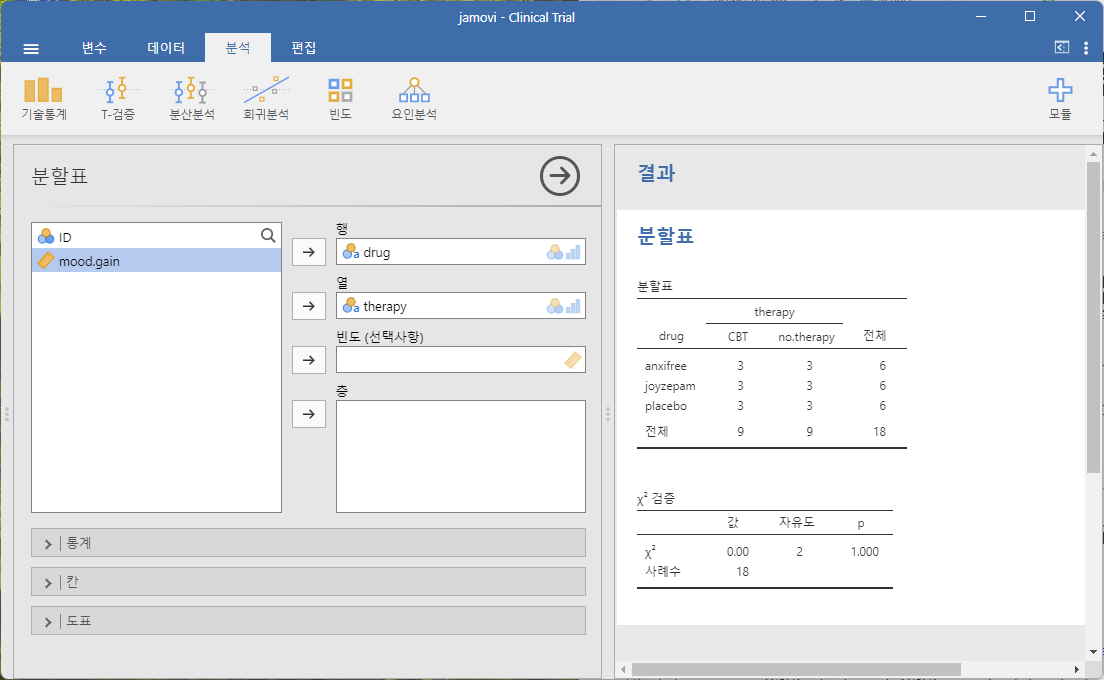 jamovi - Clinical Trial
변수 데이터 분석 편집
기술통계 T-검증 분산분석 회귀분석 빈도 요인분석 모듈
분할표
ID
mood.gain
행
drug
열
therapy
빈도 (선택사항)
층
통계
칸
도표
결과
분할표
분할표
therapy
drug CBT no.therapy 전체
anxifree 3 3 6
joyzepam 3 3 6
placebo 3 3 6
전체 9 9 18
χ² 검증
값 자유도 p
χ² 0.00 2 1.000
사례수 18